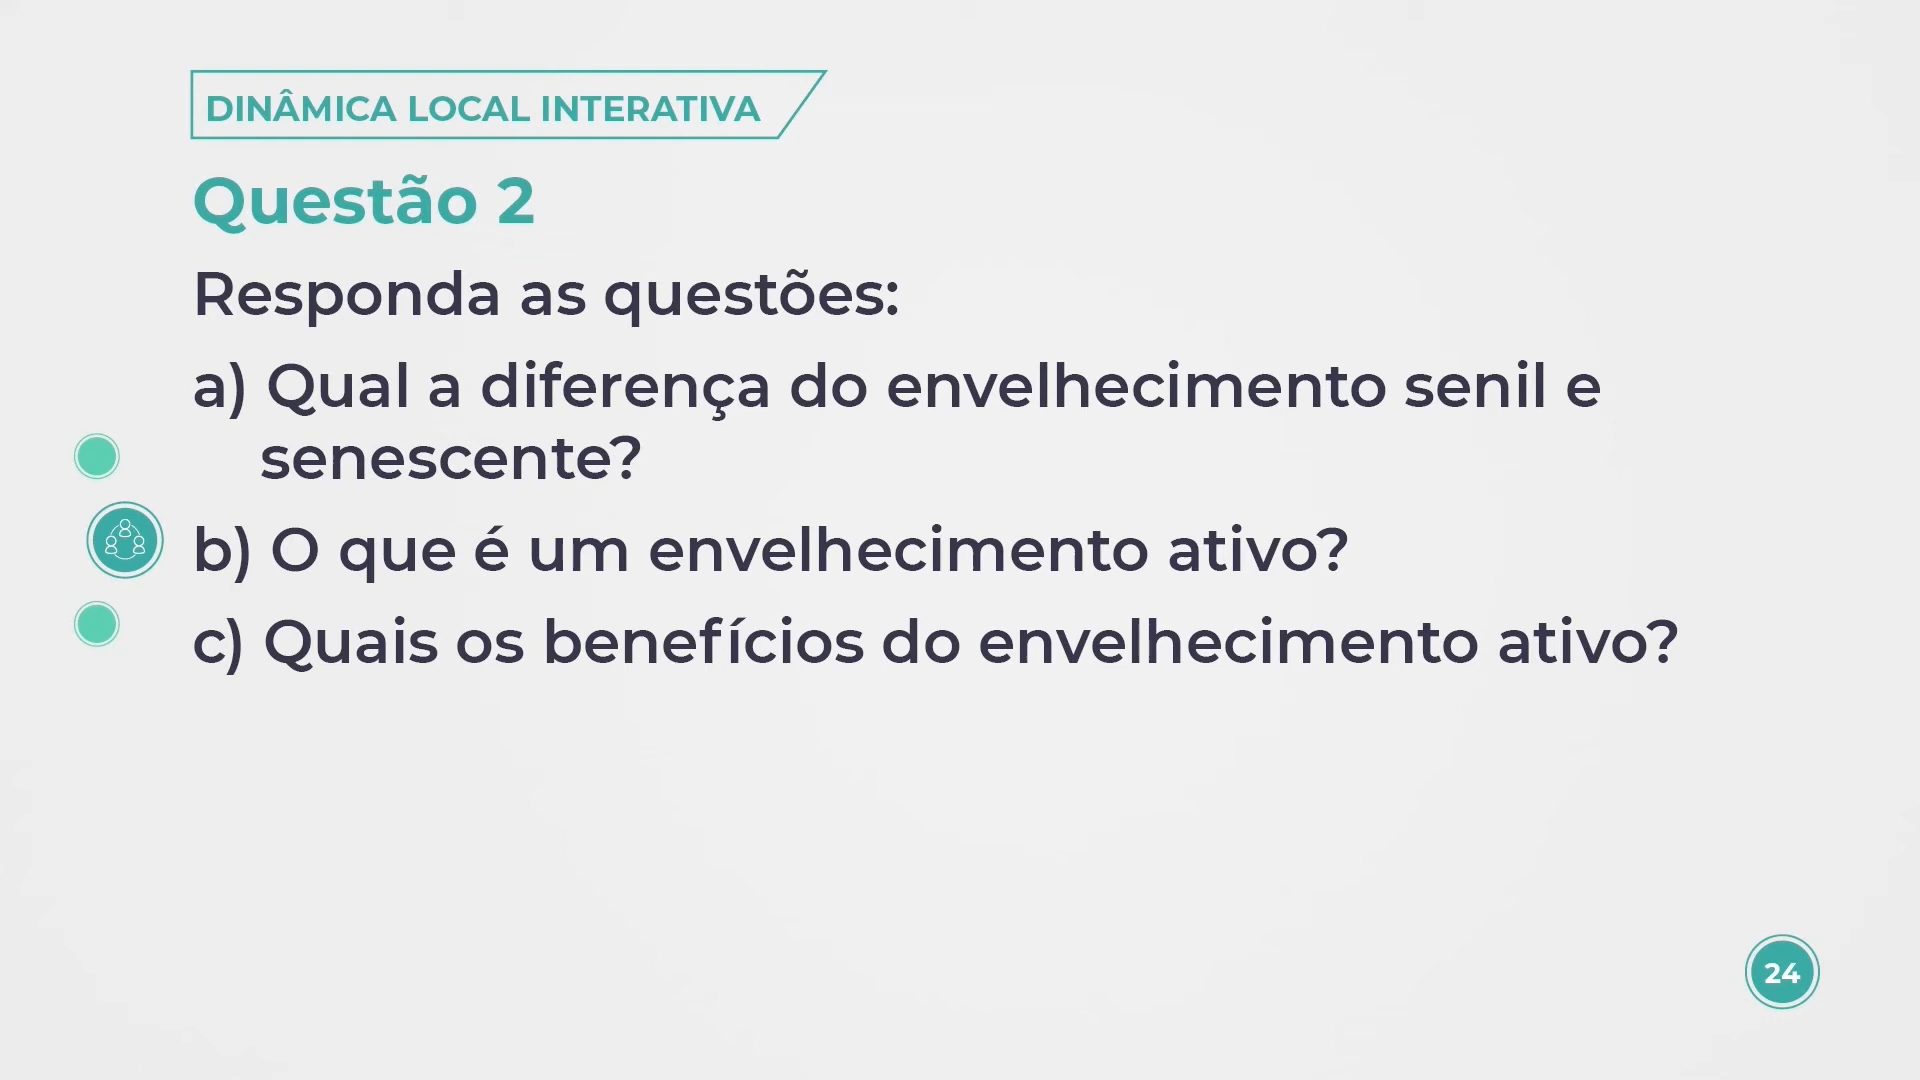 DINÂMICA LOCAL INTERATIVA
Questão 2
Responda as questões:
a) Qual a diferença do envelhecimento senil e
senescente?
b) O que é um envelhecimento ativo?
c) Quais os benefícios do envelhecimento ativo?
24